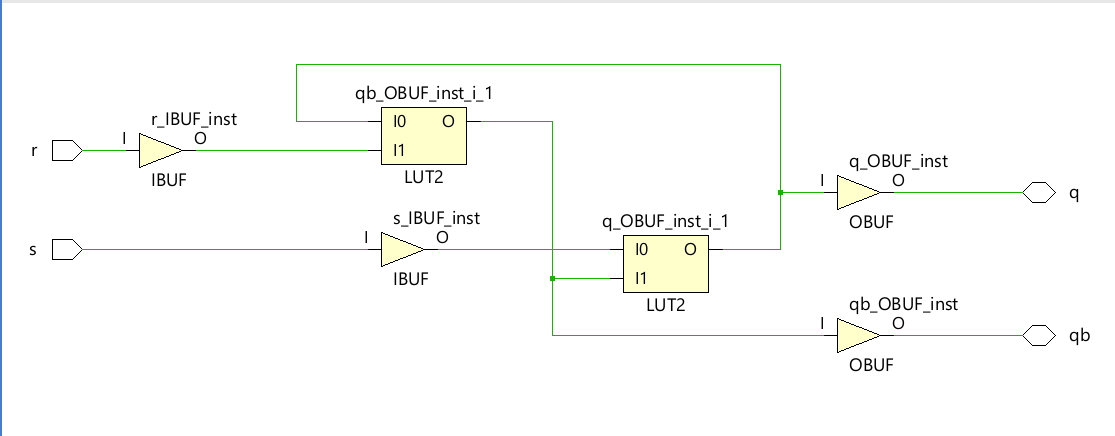 qb_OBUF_inst_i_1
r_IBUF_inst
I0 O
I O
r
I1
q_OBUF_inst
IBUF
LUT2
I O
q
s_IBUF_inst
q_OBUF_inst_i_1
OBUF
I O
s
I0 O
IBUF
I1
LUT2
qb_OBUF_inst
I O
qb
OBUF